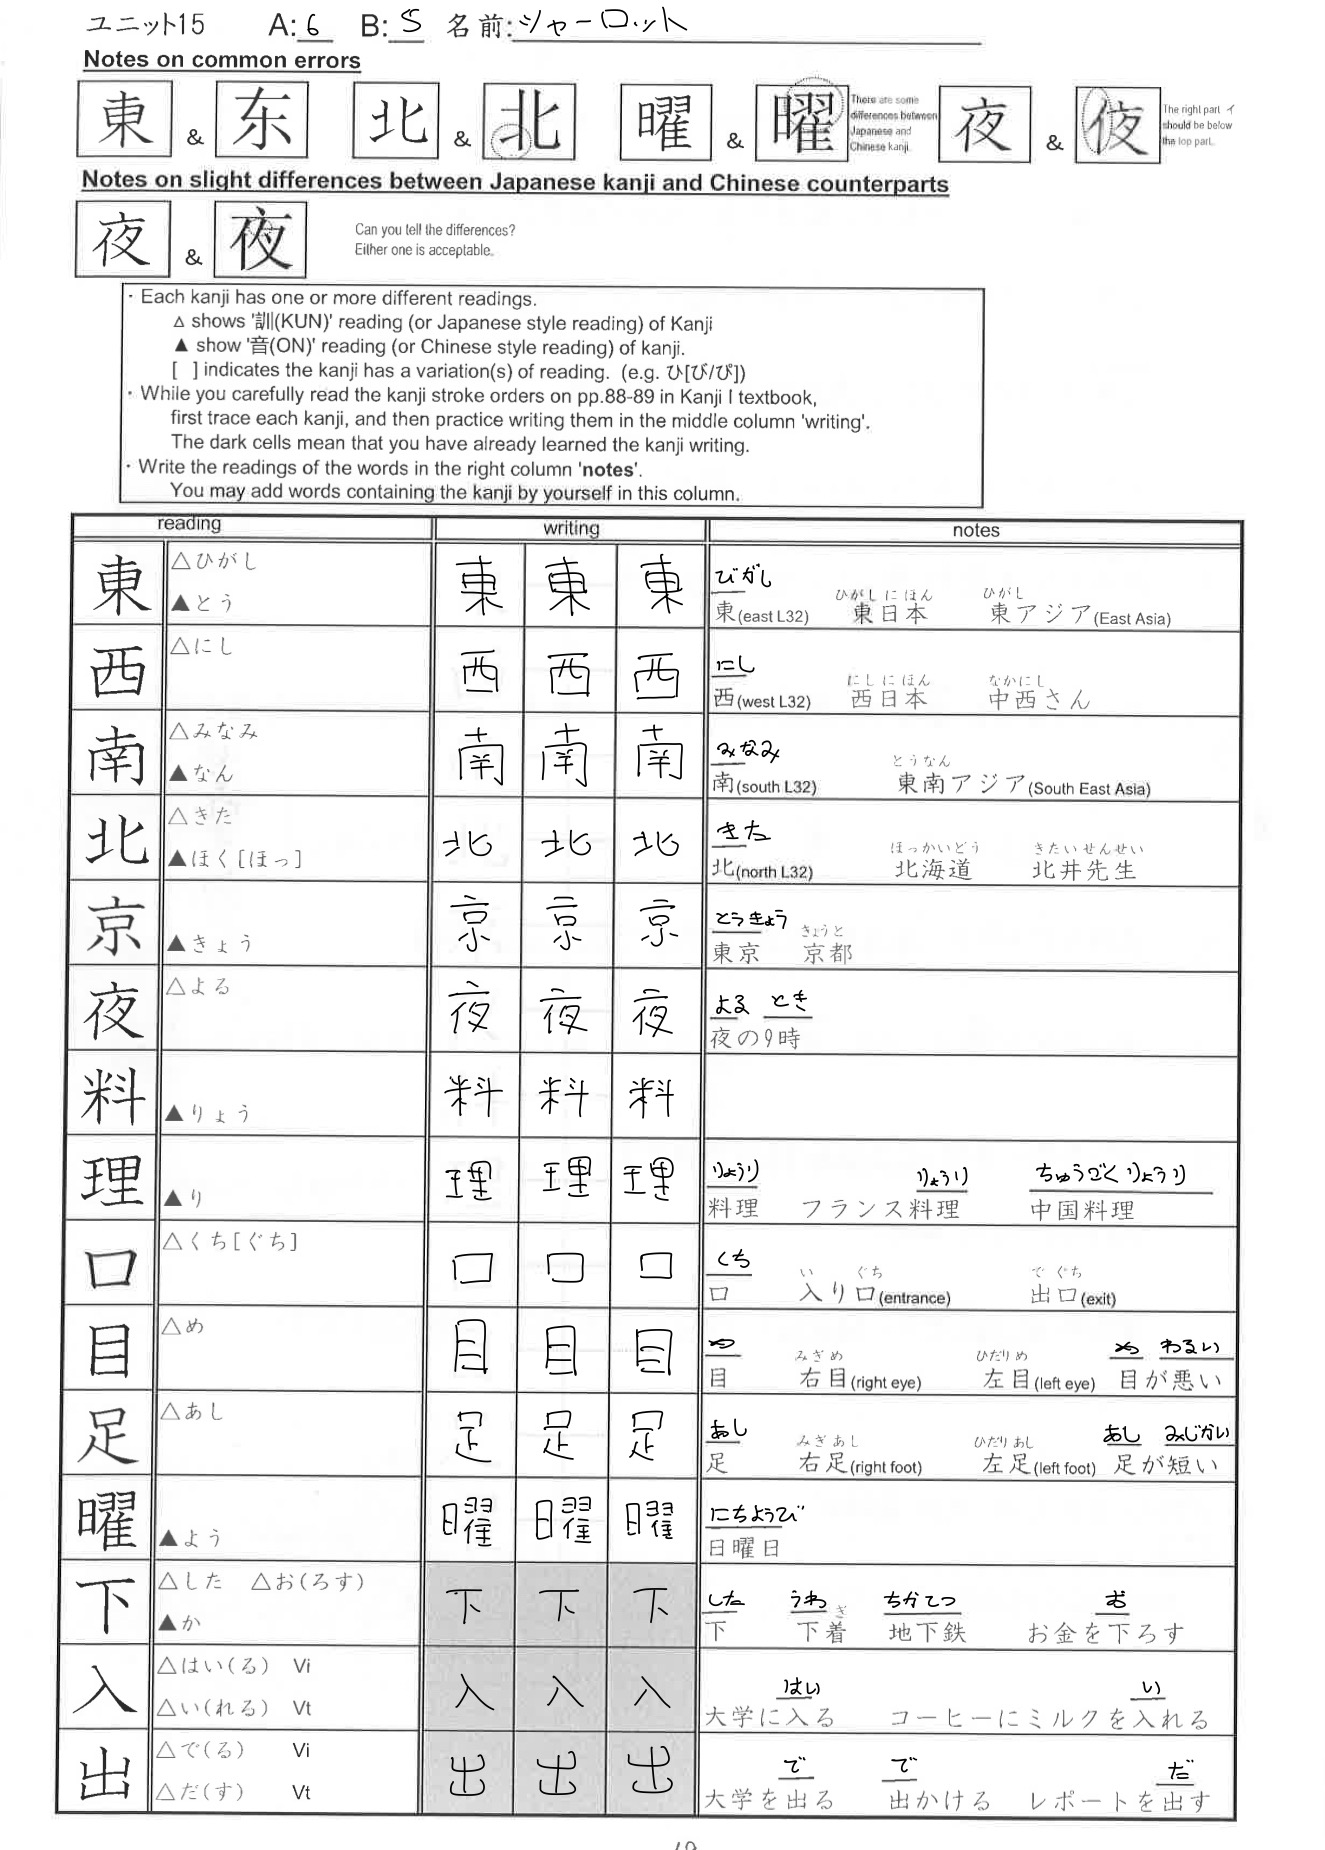 ユニット15 A:6 B:5 名前:シャーロット
Notes on common errors
東 & 东 北 & 北 曜 & 曜 There are some differences between Japanese and Chinese kanji. 夜 & The right part イ should be below the top part.
Notes on slight differences between Japanese kanji and Chinese counterparts
夜 & 夜 Can you tell the differences?
Either one is acceptable.
・Each kanji has one or more different readings.
△ shows '訓(KUN)' reading (or Japanese style reading) of Kanji
▲ show '音(ON)' reading (or Chinese style reading) of kanji.
[ ] indicates the kanji has a variation(s) of reading. (e.g. ひ[び/ぴ])
・While you carefully read the kanji stroke orders on pp.88-89 in Kanji I textbook,
first trace each kanji, and then practice writing them in the middle column 'writing'.
The dark cells mean that you have already learned the kanji writing.
・Write the readings of the words in the right column 'notes'.
You may add words containing the kanji by yourself in this column.
reading writing notes
東 △ひがし ▲とう 東 東 東
びがし ひがしにほん ひがし
東(east L32) 東日本 東アジア(East Asia)
西 △にし 西 西 西
にし にしにほん なかにし
西(west L32) 西日本 中西さん
南 △みなみ ▲なん 南 南 南
みなみ とうなん
南(south L32) 東南アジア(South East Asia)
北 △きた ▲ほく[ほっ] 北 北 北
きた ほっかいどう きたいせんせい
北(north L32) 北海道 北井先生
京 ▲きょう 京 京 京
とうきょう きょうと
東京 京都
夜 △よる 夜 夜 夜
よる とき
夜の9時
料 ▲りょう 料 料 料
理 ▲り 理 理 理
りょうり りょうり ちゅうごくりょうり
料理 フランス料理 中国料理
口 △くち[ぐち] 口 口 口
くち い ぐち で ぐち
口 入り口(entrance) 出口(exit)
目 △め 目 目 目
め みぎめ ひだりめ め わるい
目 右目(right eye) 左目(left eye) 目が悪い
足 △あし 足 足 足
あし みぎあし ひだりあし あし みじかい
足 右足(right foot) 左足(left foot) 足が短い
曜 ▲よう 曜 曜 曜
にちようび
日曜日
下 △した △お(ろす) ▲か 下 下 下
した うわ ぎ ちかてつ お
下 下着 地下鉄 お金を下ろす
入 △はい(る) Vi △い(れる) Vt 入 入 入
はい い
大学に入る コーヒーにミルクを入れる
出 △で(る) Vi △だ(す) Vt 出 出 出
で で だ
大学を出る 出かける レポートを出す